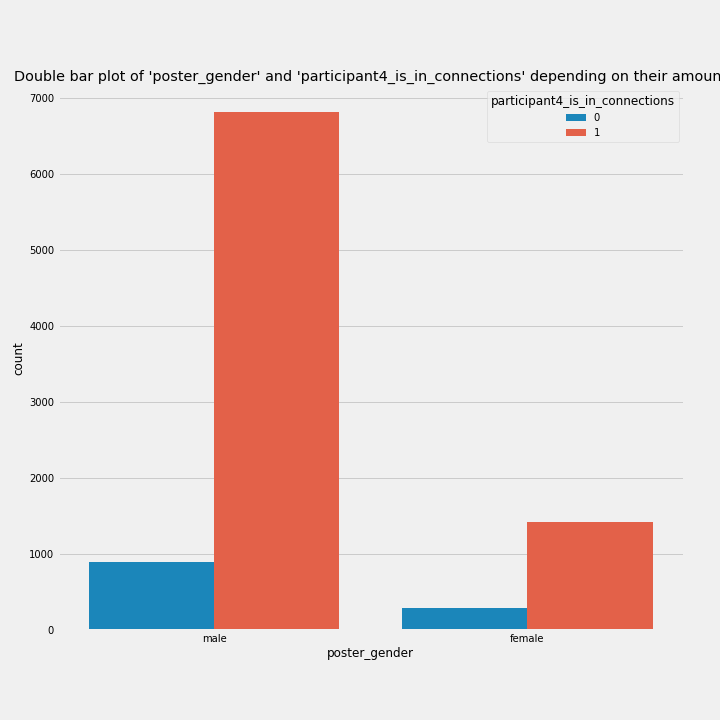 Double bar plot of 'poster_gender' and 'participant4_is_in_connections' depending on their amoun
participant4_is_in_connections
0
1
7000
6000
5000
4000
3000
2000
1000
0
count
male
female
poster_gender